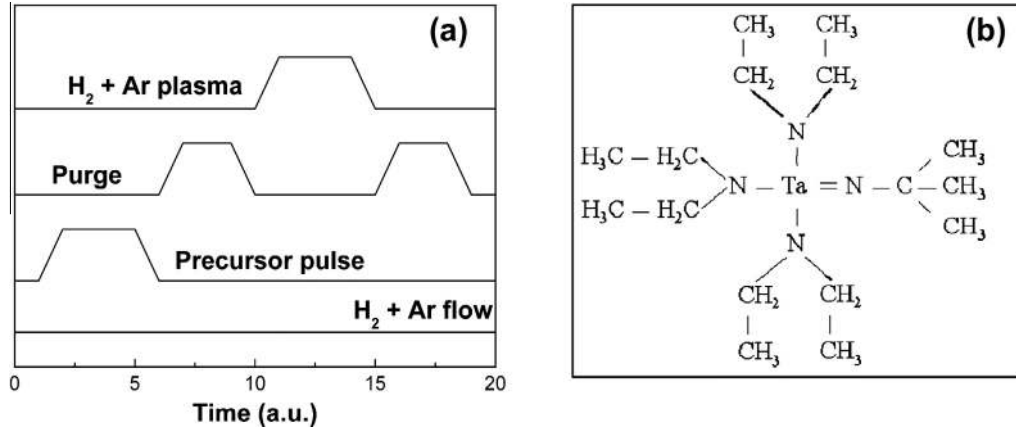 (a)
H₂ + Ar plasma
Purge
Precursor pulse
H₂ + Ar flow
0 5 10 15 20
Time (a.u.)
(b)
CH₃ CH₃
CH₂ CH₂
N
H₃C – H₂C
N – Ta = N – C – CH₃
CH₃
CH₃
H₃C – H₂C
N
CH₂ CH₂
CH₃ CH₃